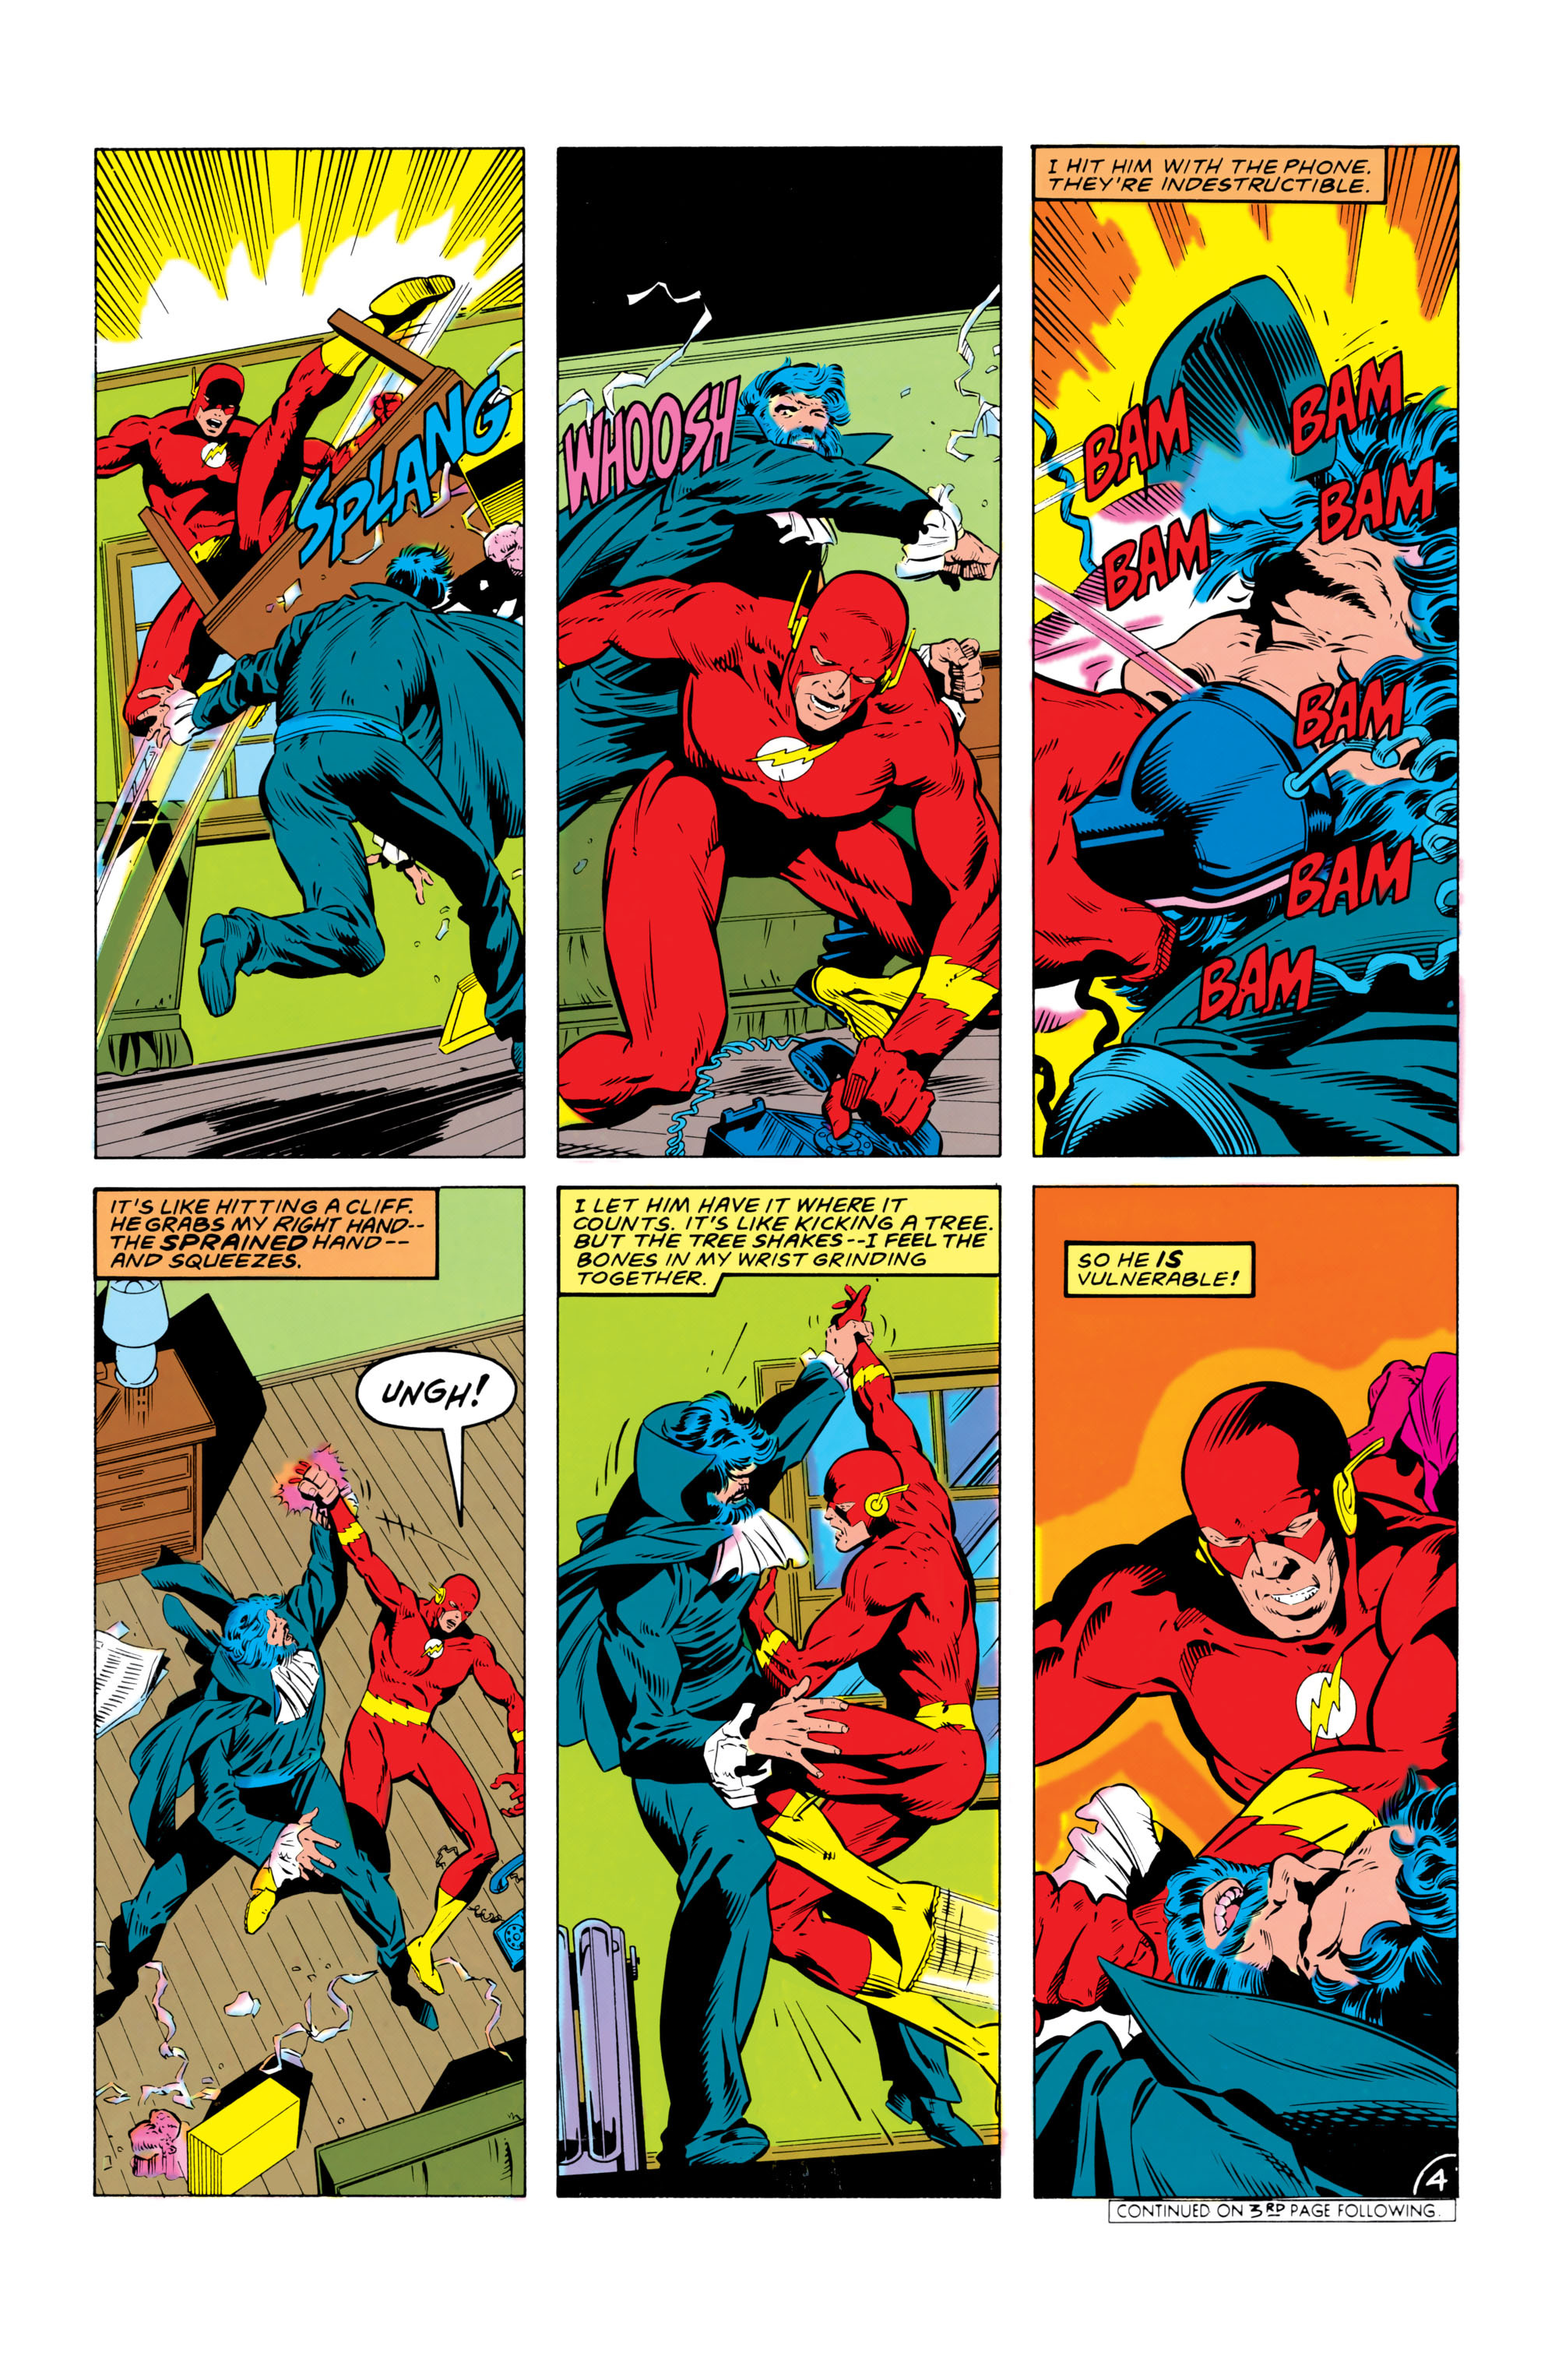 SPLANG
WHOOSH
I HIT HIM WITH THE PHONE.
THEY'RE INDESTRUCTIBLE.
BAM
BAM
BAM
BAM
BAM
BAM
BAM
IT'S LIKE HITTING A CLIFF.
HE GRABS MY RIGHT HAND--
THE SPRAINED HAND--
AND SQUEEZES.
UNGH!
I LET HIM HAVE IT WHERE IT
COUNTS. IT'S LIKE KICKING A TREE.
BUT THE TREE SHAKES--I FEEL THE
BONES IN MY WRIST GRINDING
TOGETHER.
SO HE IS
VULNERABLE!
4
CONTINUED ON 3RD PAGE FOLLOWING.